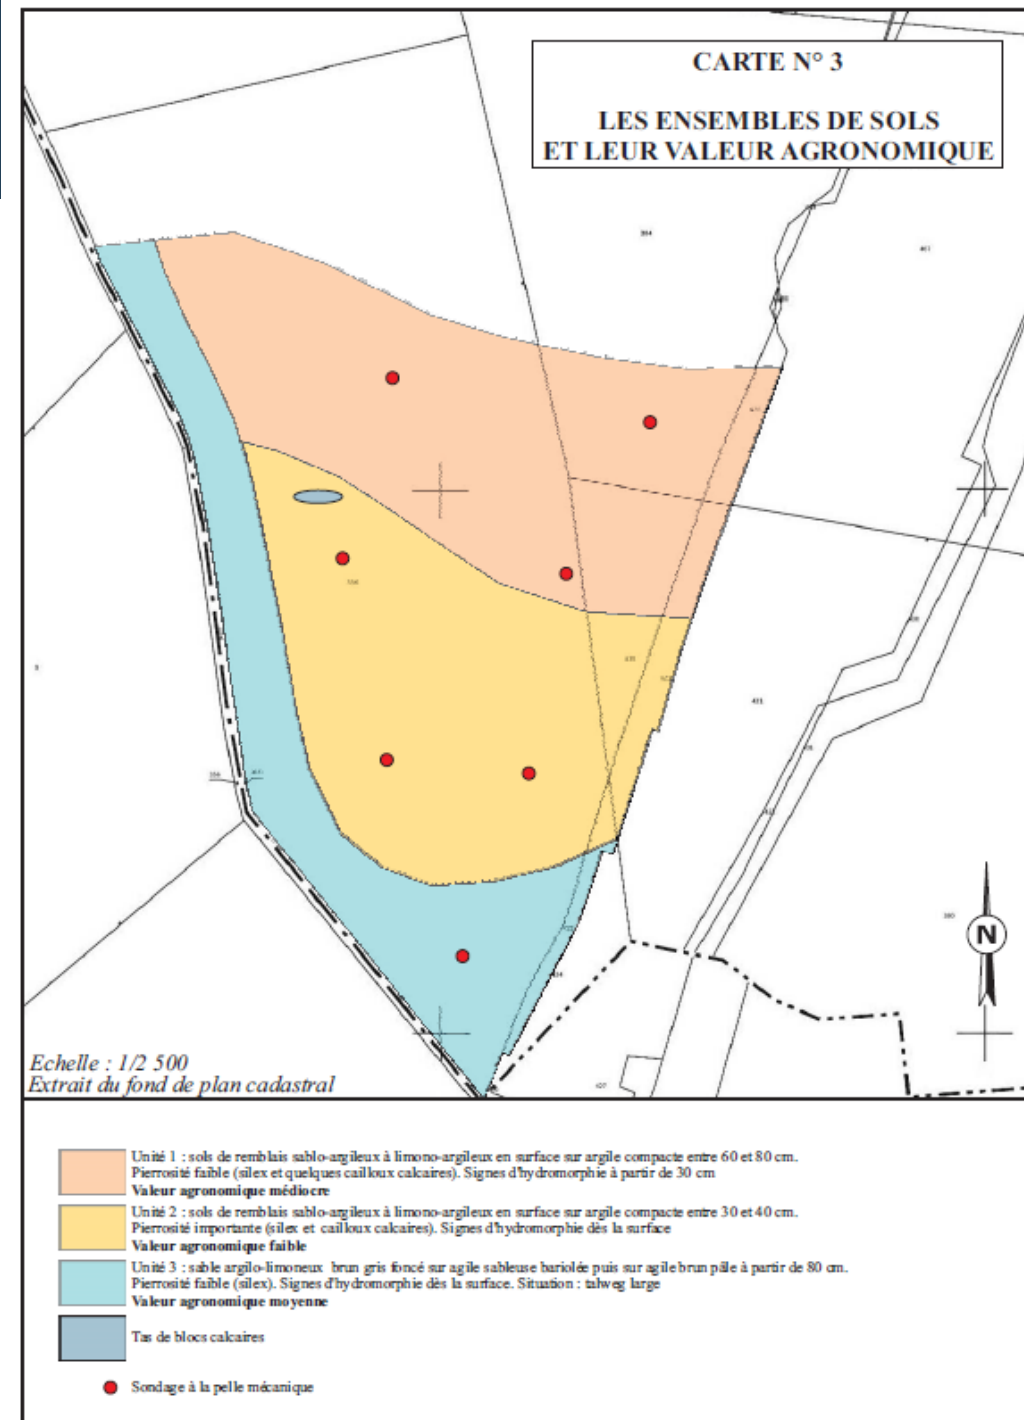 CARTE N° 3
LES ENSEMBLES DE SOLS
ET LEUR VALEUR AGRONOMIQUE
394
421
Echelle : 1/2 500
Extrait du fond de plan cadastral
N
Unité 1 : sols de remblais sablo-argileux à limono-argileux en surface sur argile compacte entre 60 et 80 cm.
Pierrosité faible (silex et quelques cailloux calcaires). Signes d'hydromorphie à partir de 30 cm
Valeur agronomique médiocre
Unité 2 : sols de remblais sablo-argileux à limono-argileux en surface sur argile compacte entre 30 et 40 cm.
Pierrosité importante (silex et cailloux calcaires). Signes d'hydromorphie dès la surface
Valeur agronomique faible
Unité 3 : sable argilo-limoneux brun gris foncé sur agile sableuse bariolée puis sur agile brun pâle à partir de 80 cm.
Pierrosité faible (silex). Signes d'hydromorphie dès la surface. Situation : talweg large
Valeur agronomique moyenne
Tas de blocs calcaires
Sondage à la pelle mécanique